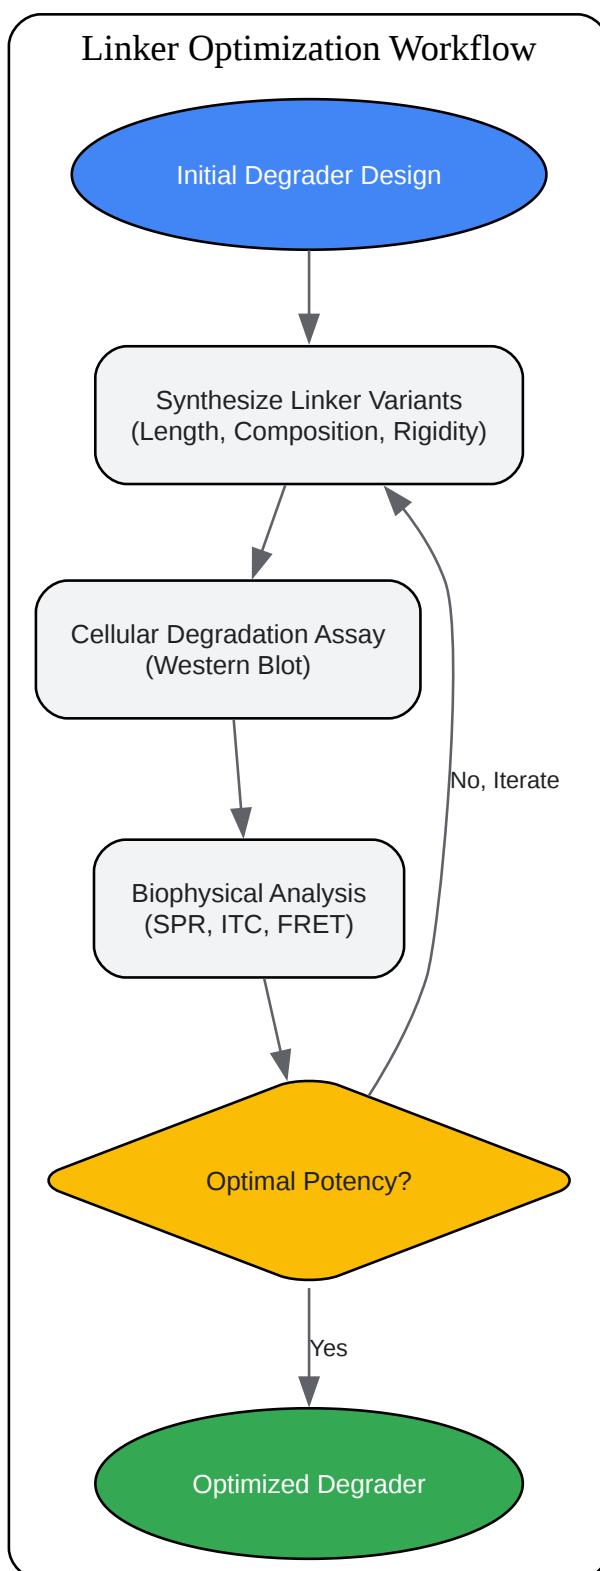 Linker Optimization Workflow
Initial Degrader Design
Synthesize Linker Variants
(Length, Composition, Rigidity)
Cellular Degradation Assay
(Western Blot)
No, Iterate
Biophysical Analysis
(SPR, ITC, FRET)
Optimal Potency?
Yes
Optimized Degrader